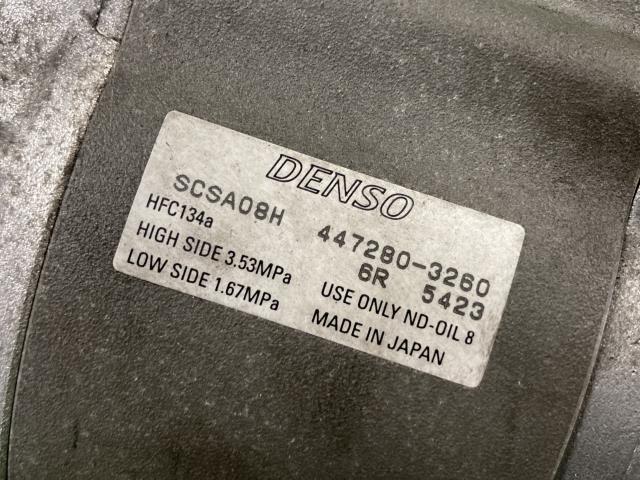 DENSO
SCSA08H 447280-3260
HFC134a 6R 5423
HIGH SIDE 3.53MPa USE ONLY ND-OIL 8
LOW SIDE 1.67MPa MADE IN JAPAN